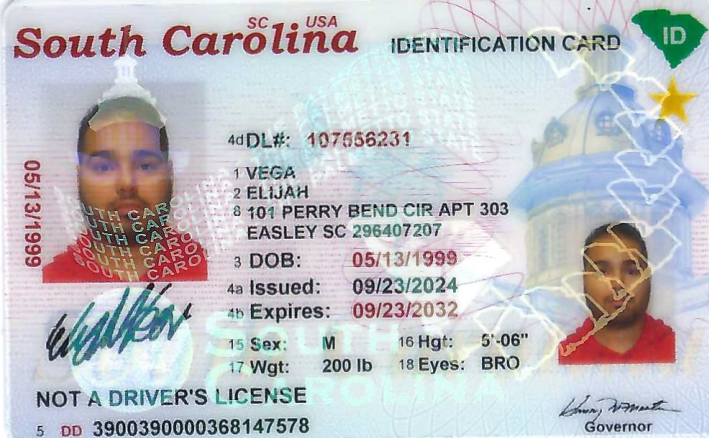 SC USA
South Carolina IDENTIFICATION CARD ID
4d DL#: 107556231
1 VEGA
2 ELIJAH
8 101 PERRY BEND CIR APT 303
EASLEY SC 296407207
05/13/1999
3 DOB: 05/13/1999
4a Issued: 09/23/2024
4b Expires: 09/23/2032
15 Sex: M 16 Hgt: 5'-06"
17 Wgt: 200 lb 18 Eyes: BRO
SOUTH CAROLINA
NOT A DRIVER'S LICENSE
5 DD 3900390000368147578
Governor